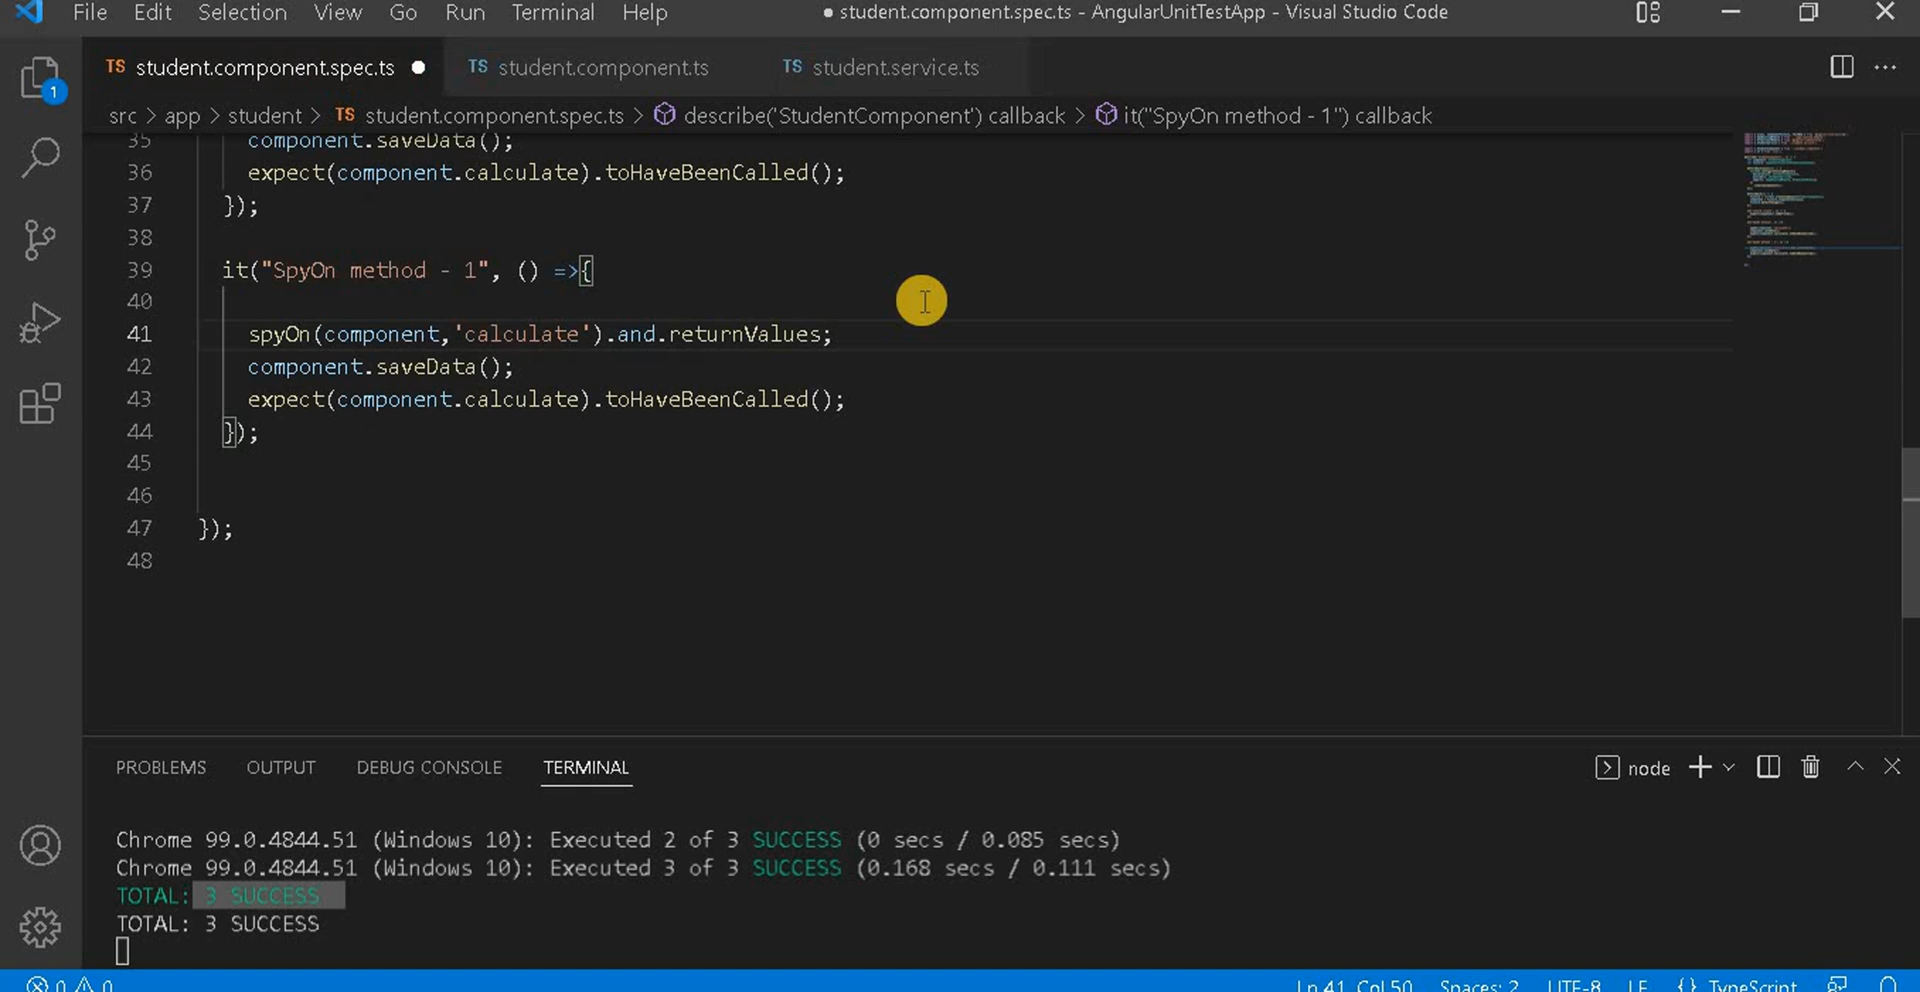 File Edit Selection View Go Run Terminal Help ● student.component.spec.ts - AngularUnitTestApp - Visual Studio Code
TS student.component.spec.ts ● TS student.component.ts TS student.service.ts ...
src > app > student > TS student.component.spec.ts > describe('StudentComponent') callback > it("SpyOn method - 1") callback
35 component.saveData();
36 expect(component.calculate).toHaveBeenCalled();
37 });
38
39 it("SpyOn method - 1", () =>{
40
41 spyOn(component,'calculate').and.returnValues;
42 component.saveData();
43 expect(component.calculate).toHaveBeenCalled();
44 });
45
46
47 });
48
1
PROBLEMS OUTPUT DEBUG CONSOLE TERMINAL node
Chrome 99.0.4844.51 (Windows 10): Executed 2 of 3 SUCCESS (0 secs / 0.085 secs)
Chrome 99.0.4844.51 (Windows 10): Executed 3 of 3 SUCCESS (0.168 secs / 0.111 secs)
TOTAL: 3 SUCCESS
TOTAL: 3 SUCCESS
0 0 Ln 41, Col 50 Spaces: 2 UTF-8 LF {} TypeScript